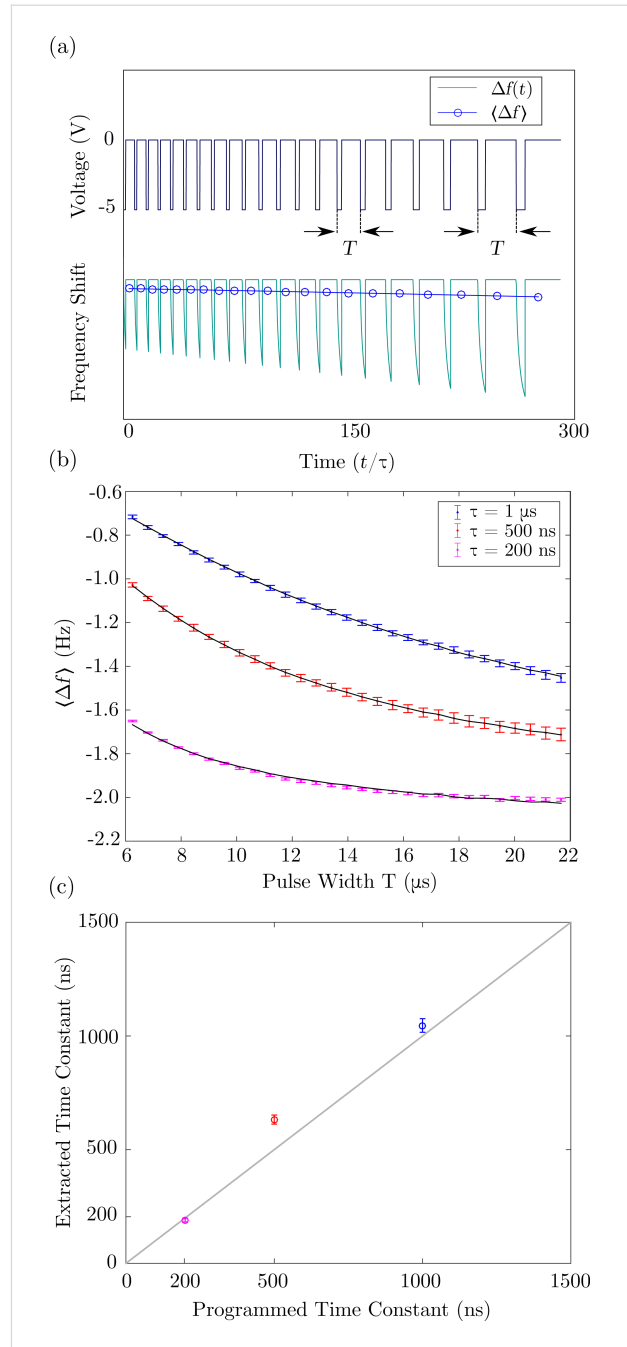 (a)
Δf(t)
⟨Δf⟩
Voltage (V)
0
-5
T
T
Frequency Shift
0
150
300
Time (t/τ)
(b)
⟨Δf⟩ (Hz)
-0.6
-0.8
-1.0
-1.2
-1.4
-1.6
-1.8
-2.0
-2.2
τ = 1 μs
τ = 500 ns
τ = 200 ns
6
8
10
12
14
16
18
20
22
Pulse Width T (μs)
(c)
Extracted Time Constant (ns)
1500
1000
500
200
0
0
200
500
1000
1500
Programmed Time Constant (ns)